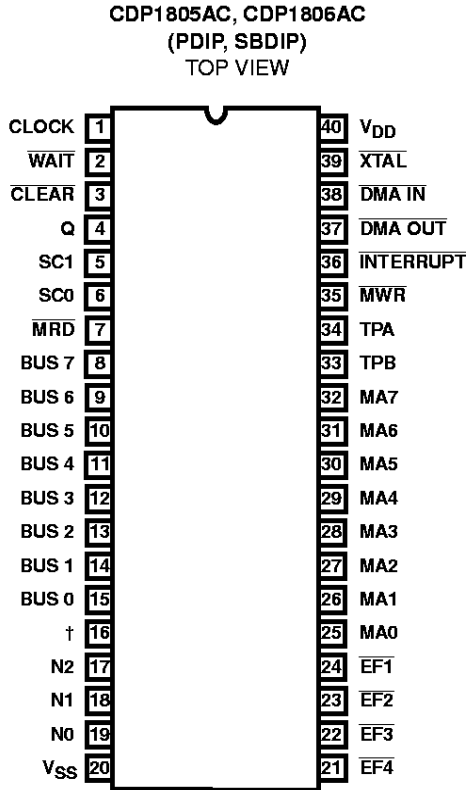 CDP1805AC, CDP1806AC
(PDIP, SBDIP)
TOP VIEW
CLOCK 1 40 VDD
WAIT 2 39 XTAL
CLEAR 3 38 DMA IN
Q 4 37 DMA OUT
SC1 5 36 INTERRUPT
SC0 6 35 MWR
MRD 7 34 TPA
BUS 7 8 33 TPB
BUS 6 9 32 MA7
BUS 5 10 31 MA6
BUS 4 11 30 MA5
BUS 3 12 29 MA4
BUS 2 13 28 MA3
BUS 1 14 27 MA2
BUS 0 15 26 MA1
† 16 25 MA0
N2 17 24 EF1
N1 18 23 EF2
N0 19 22 EF3
VSS 20 21 EF4